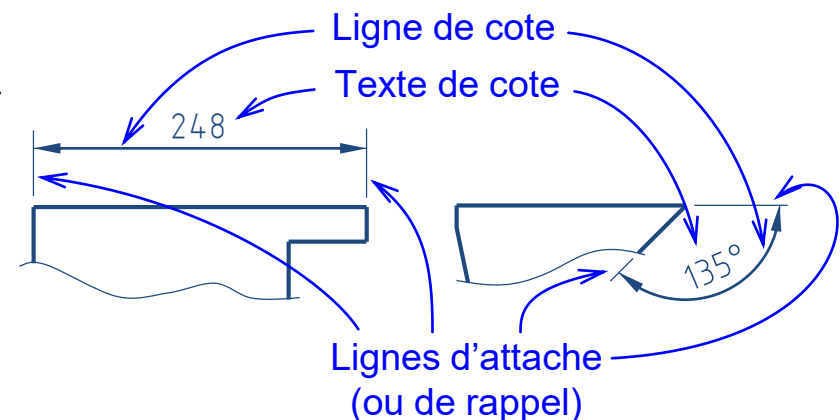 Ligne de cote
Texte de cote
248
135°
Lignes d’attache
(ou de rappel)